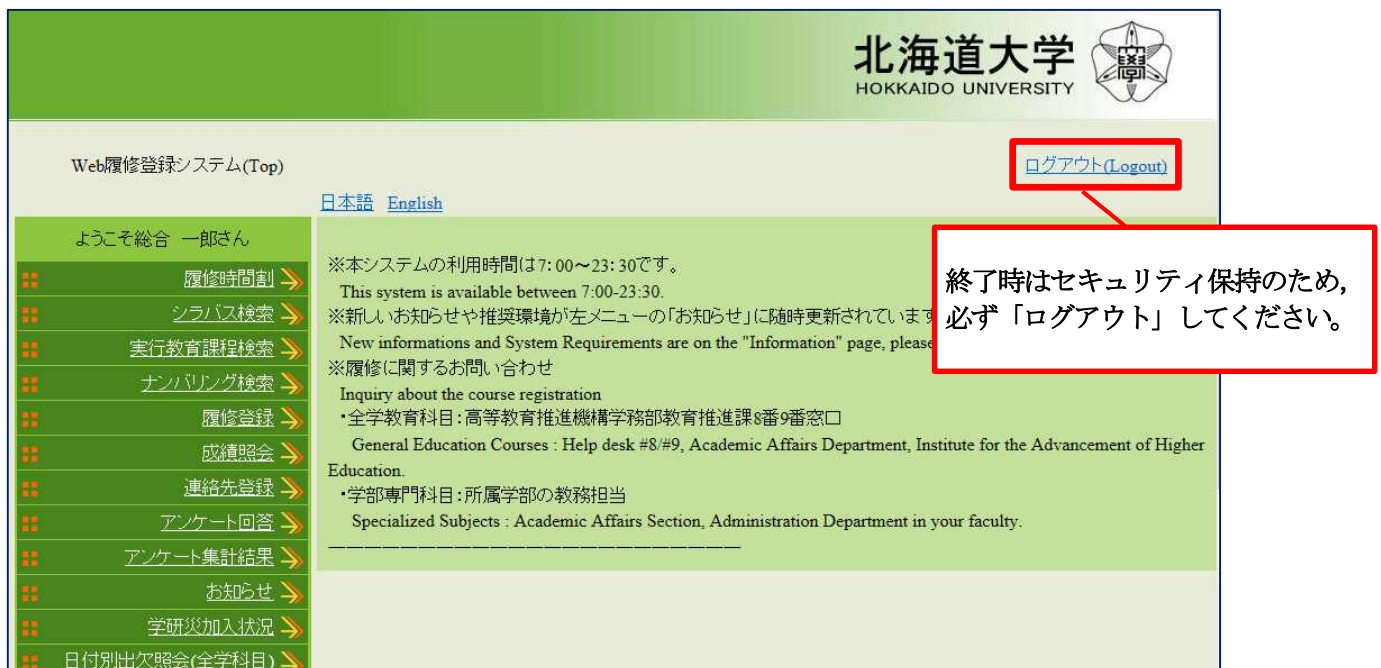 北海道大学
HOKKAIDO UNIVERSITY
Web履修登録システム(Top)
ログアウト(Logout)
日本語 English
ようこそ総合 一郎さん
履修時間割
シラバス検索
実行教育課程検索
ナンバリング検索
履修登録
成績照会
連絡先登録
アンケート回答
アンケート集計結果
お知らせ
学研災加入状況
日付別出欠照会(全学科目)
※本システムの利用時間は7:00～23:30です。
This system is available between 7:00-23:30.
※新しいお知らせや推奨環境が左メニューの「お知らせ」に随時更新されています
New informations and System Requirements are on the "Information" page, please
※履修に関するお問い合わせ
Inquiry about the course registration
・全学教育科目:高等教育推進機構学務部教育推進課8番9番窓口
General Education Courses : Help desk #8/#9, Academic Affairs Department, Institute for the Advancement of Higher
Education.
・学部専門科目:所属学部の教務担当
Specialized Subjects : Academic Affairs Section, Administration Department in your faculty.
終了時はセキュリティ保持のため,
必ず「ログアウト」してください。